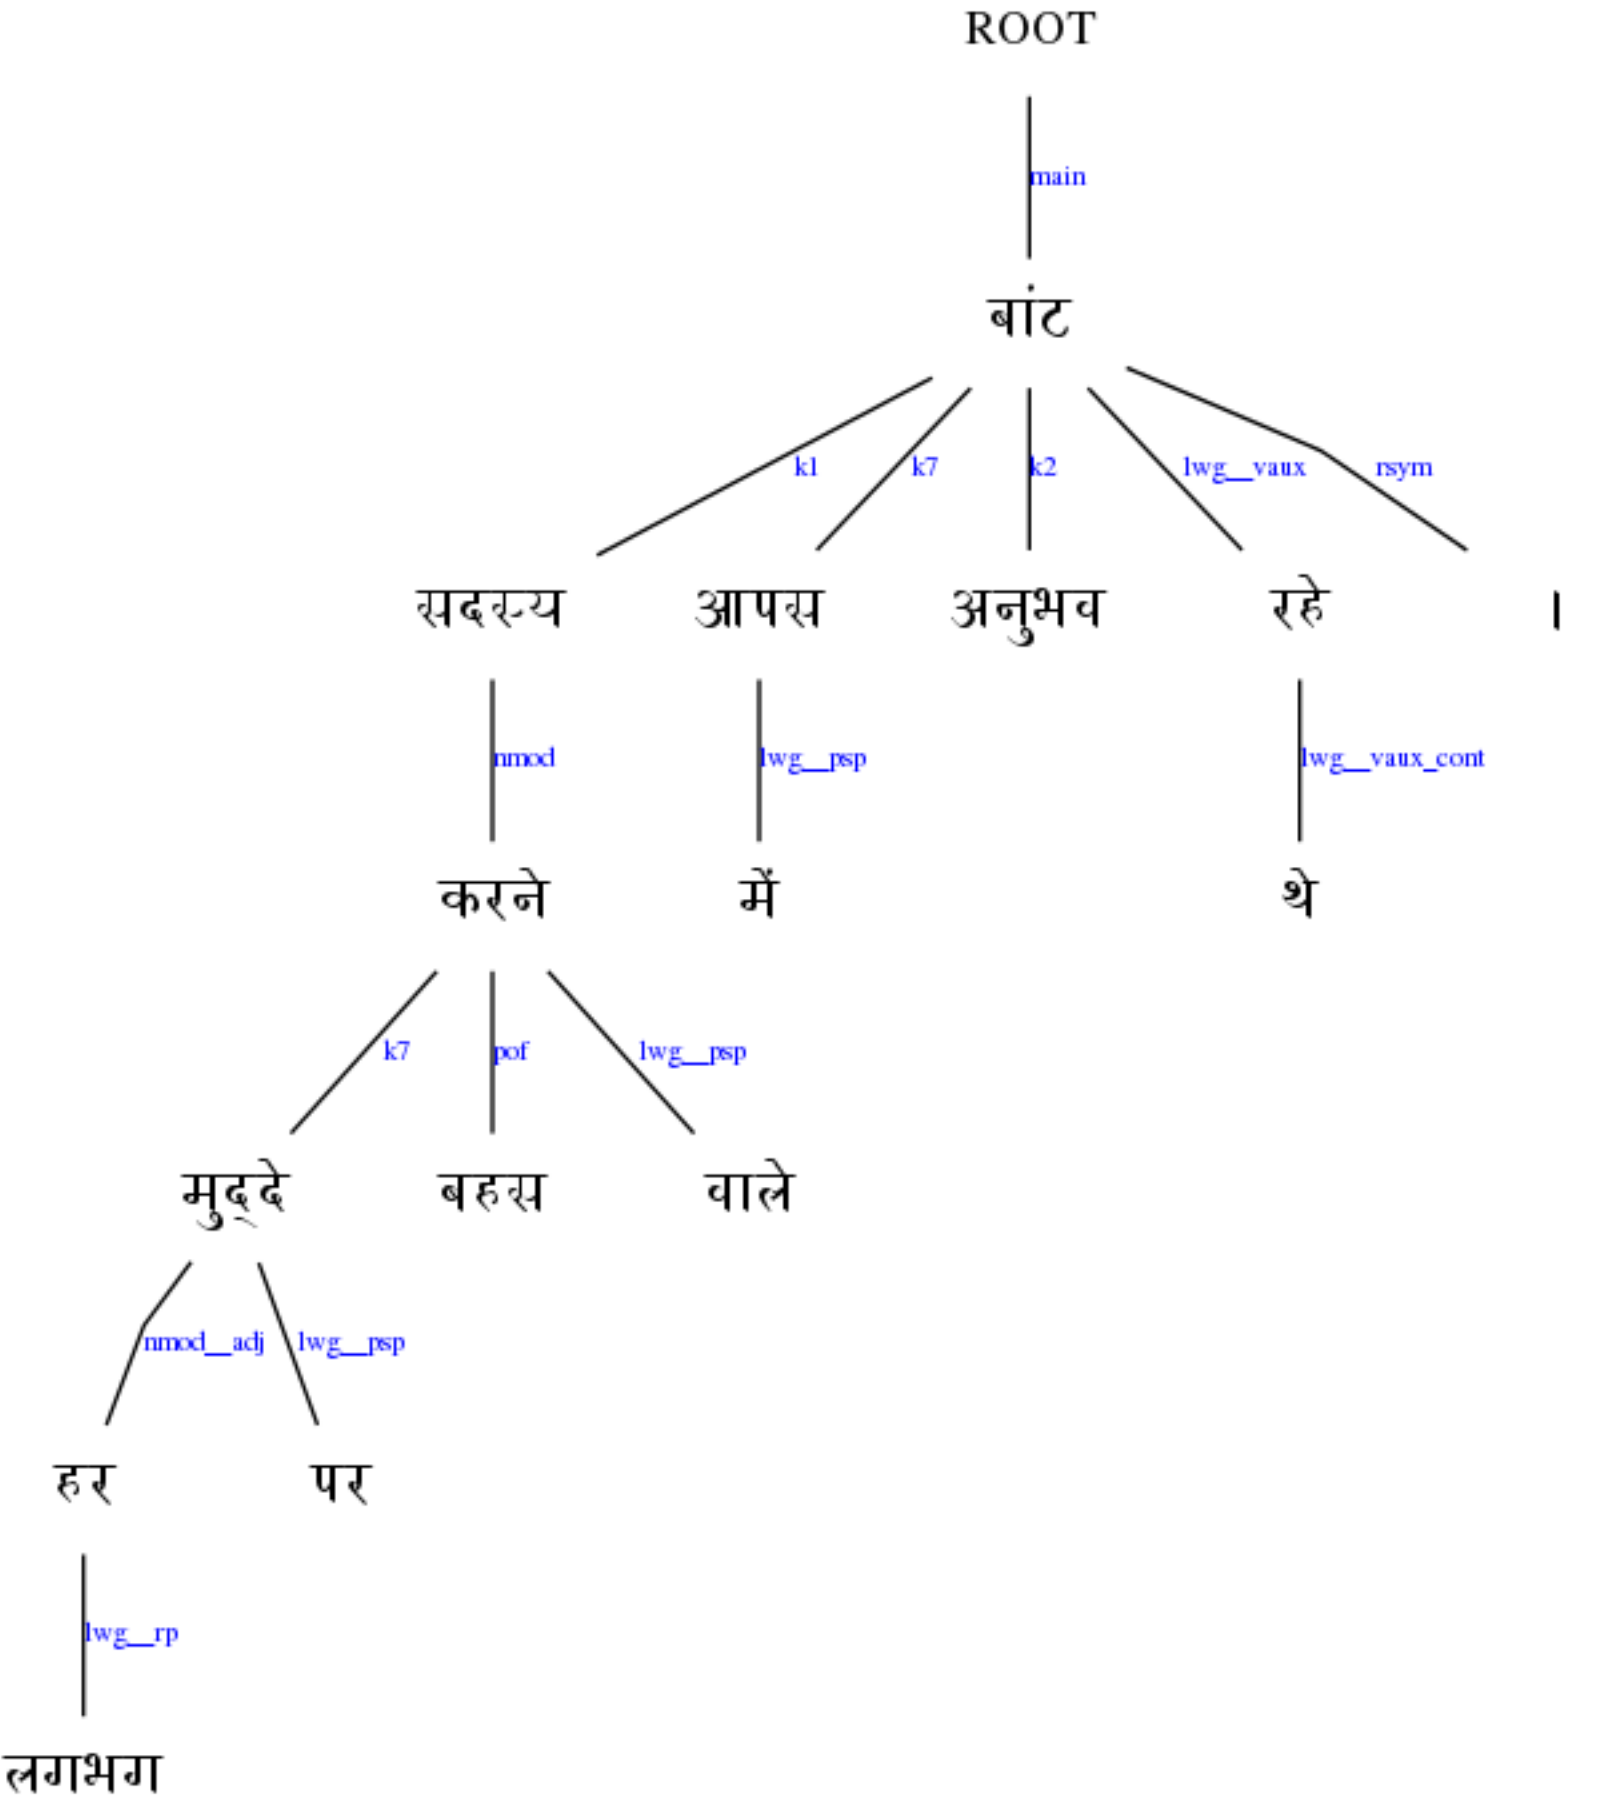 ROOT
main
बांट
k1 k7 k2 lwg__vaux rsym
सदस्य आपस अनुभव रहे ।
nmod lwg__psp lwg__vaux_cont
करने में थे
k7 pof lwg__psp
मुद्‌दे बहस वाले
nmod__adj lwg__psp
हर पर
lwg__rp
लगभग